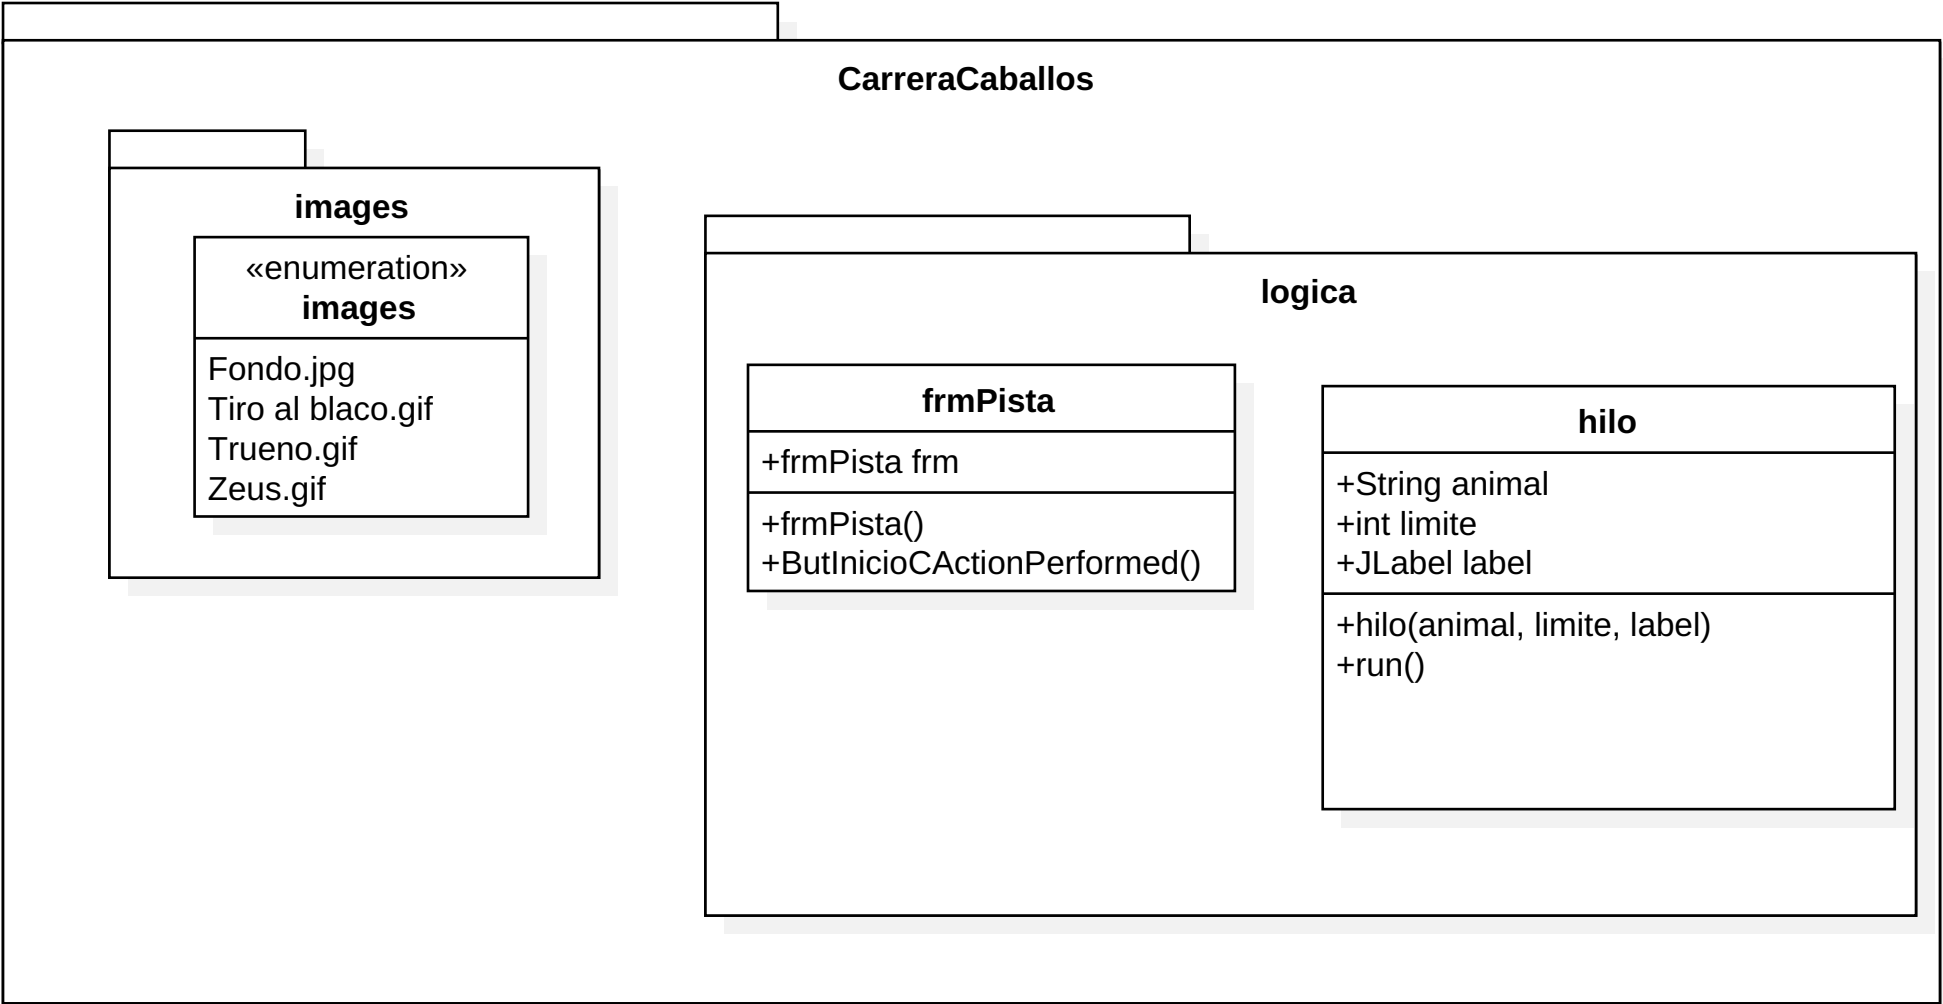 CarreraCaballos
images
«enumeration»
images
Fondo.jpg
Tiro al blaco.gif
Trueno.gif
Zeus.gif
logica
frmPista
+frmPista frm
+frmPista()
+ButInicioCActionPerformed()
hilo
+String animal
+int limite
+JLabel label
+hilo(animal, limite, label)
+run()